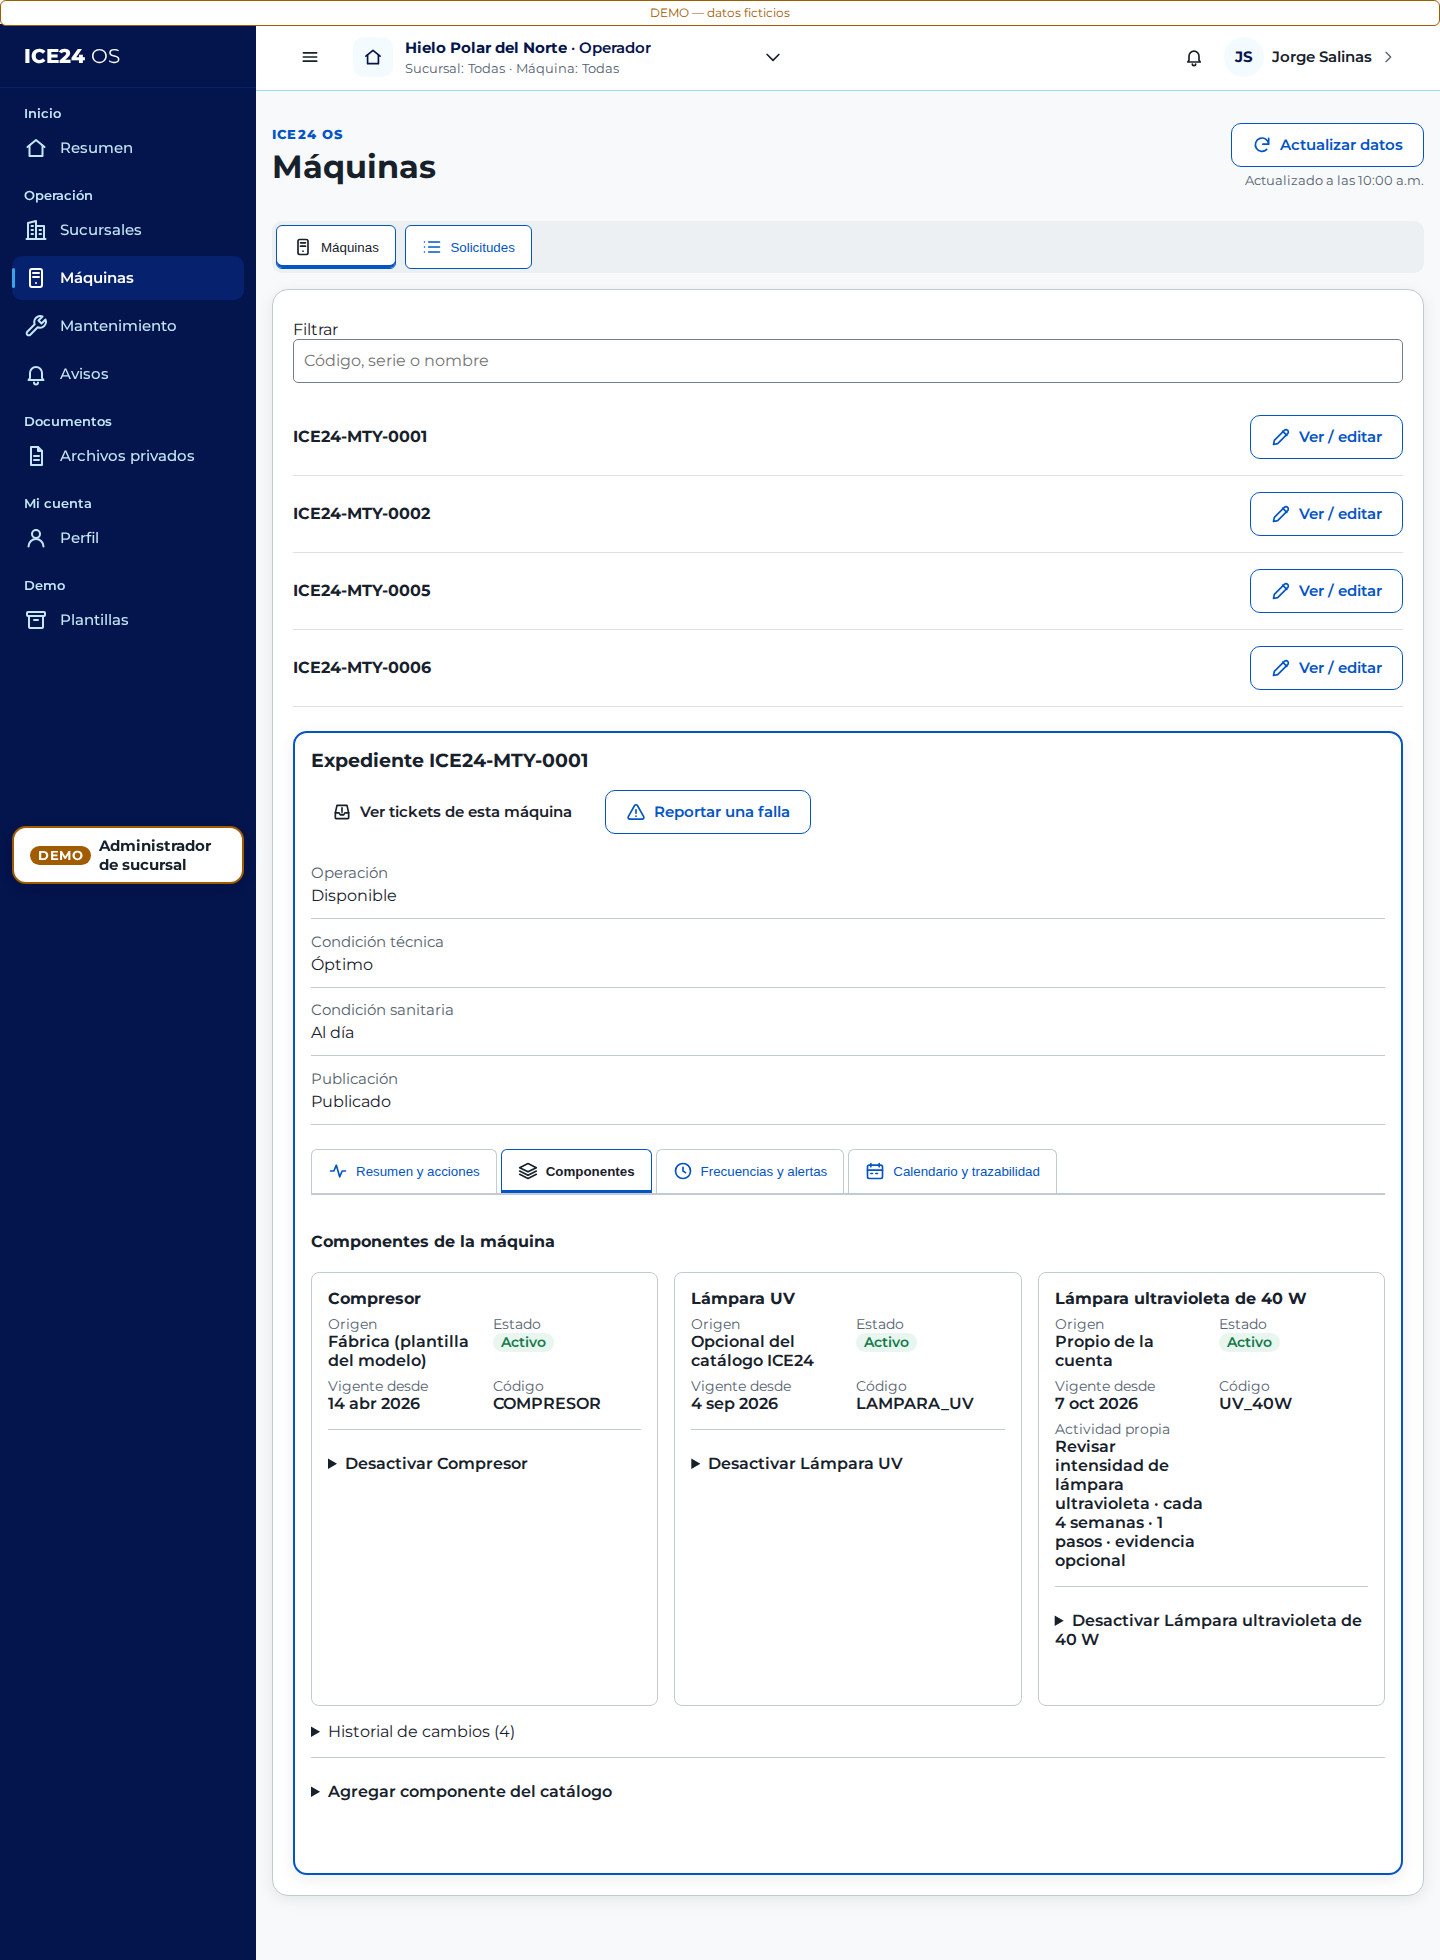 DEMO — datos ficticios
ICE24 OS
Inicio
Resumen
Operación
Sucursales
Máquinas
Mantenimiento
Avisos
Documentos
Archivos privados
Mi cuenta
Perfil
Demo
Plantillas
DEMO
Administrador
de sucursal
Hielo Polar del Norte · Operador
Sucursal: Todas · Máquina: Todas
JS
Jorge Salinas
ICE24 OS
Máquinas
Actualizar datos
Actualizado a las 10:00 a.m.
Máquinas
Solicitudes
Filtrar
Código, serie o nombre
ICE24-MTY-0001
Ver / editar
ICE24-MTY-0002
Ver / editar
ICE24-MTY-0005
Ver / editar
ICE24-MTY-0006
Ver / editar
Expediente ICE24-MTY-0001
Ver tickets de esta máquina
Reportar una falla
Operación
Disponible
Condición técnica
Óptimo
Condición sanitaria
Al día
Publicación
Publicado
Resumen y acciones
Componentes
Frecuencias y alertas
Calendario y trazabilidad
Componentes de la máquina
Compresor
Origen
Fábrica (plantilla
del modelo)
Estado
Activo
Vigente desde
14 abr 2026
Código
COMPRESOR
Desactivar Compresor
Lámpara UV
Origen
Opcional del
catálogo ICE24
Estado
Activo
Vigente desde
4 sep 2026
Código
LAMPARA_UV
Desactivar Lámpara UV
Lámpara ultravioleta de 40 W
Origen
Propio de la
cuenta
Estado
Activo
Vigente desde
7 oct 2026
Código
UV_40W
Actividad propia
Revisar
intensidad de
lámpara
ultravioleta · cada
4 semanas · 1
pasos · evidencia
opcional
Desactivar Lámpara ultravioleta de
40 W
Historial de cambios (4)
Agregar componente del catálogo